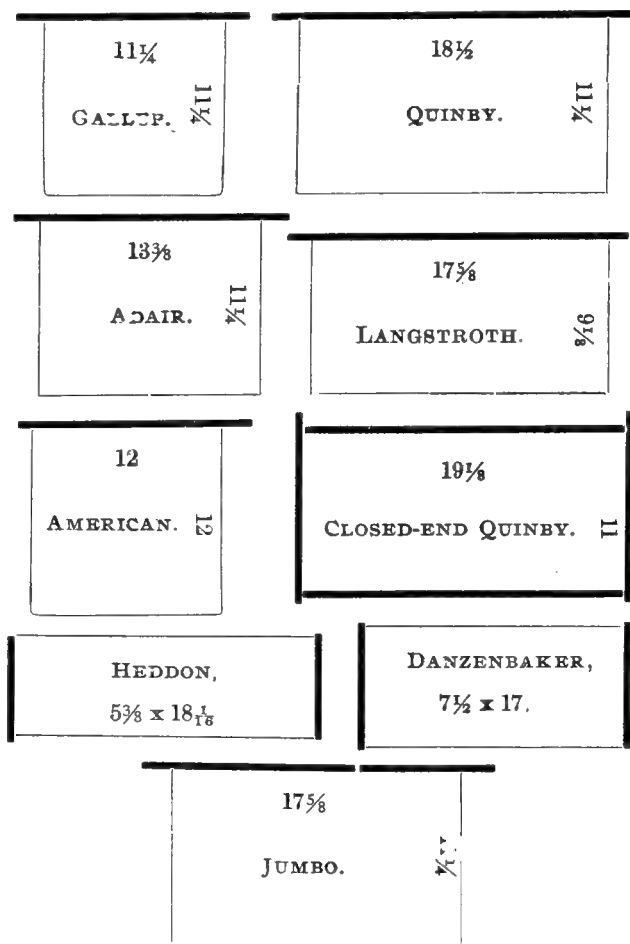 11¼
GALLUP.
11¼
18½
QUINBY.
11¼
13⅜
ADAIR.
11¼
17⅝
LANGSTROTH.
9⅛
12
AMERICAN.
12
19⅛
CLOSED-END QUINBY.
11
HEDDON,
5⅜ x 18 1/16
DANZENBAKER,
7½ x 17.
17⅝
JUMBO.
¼